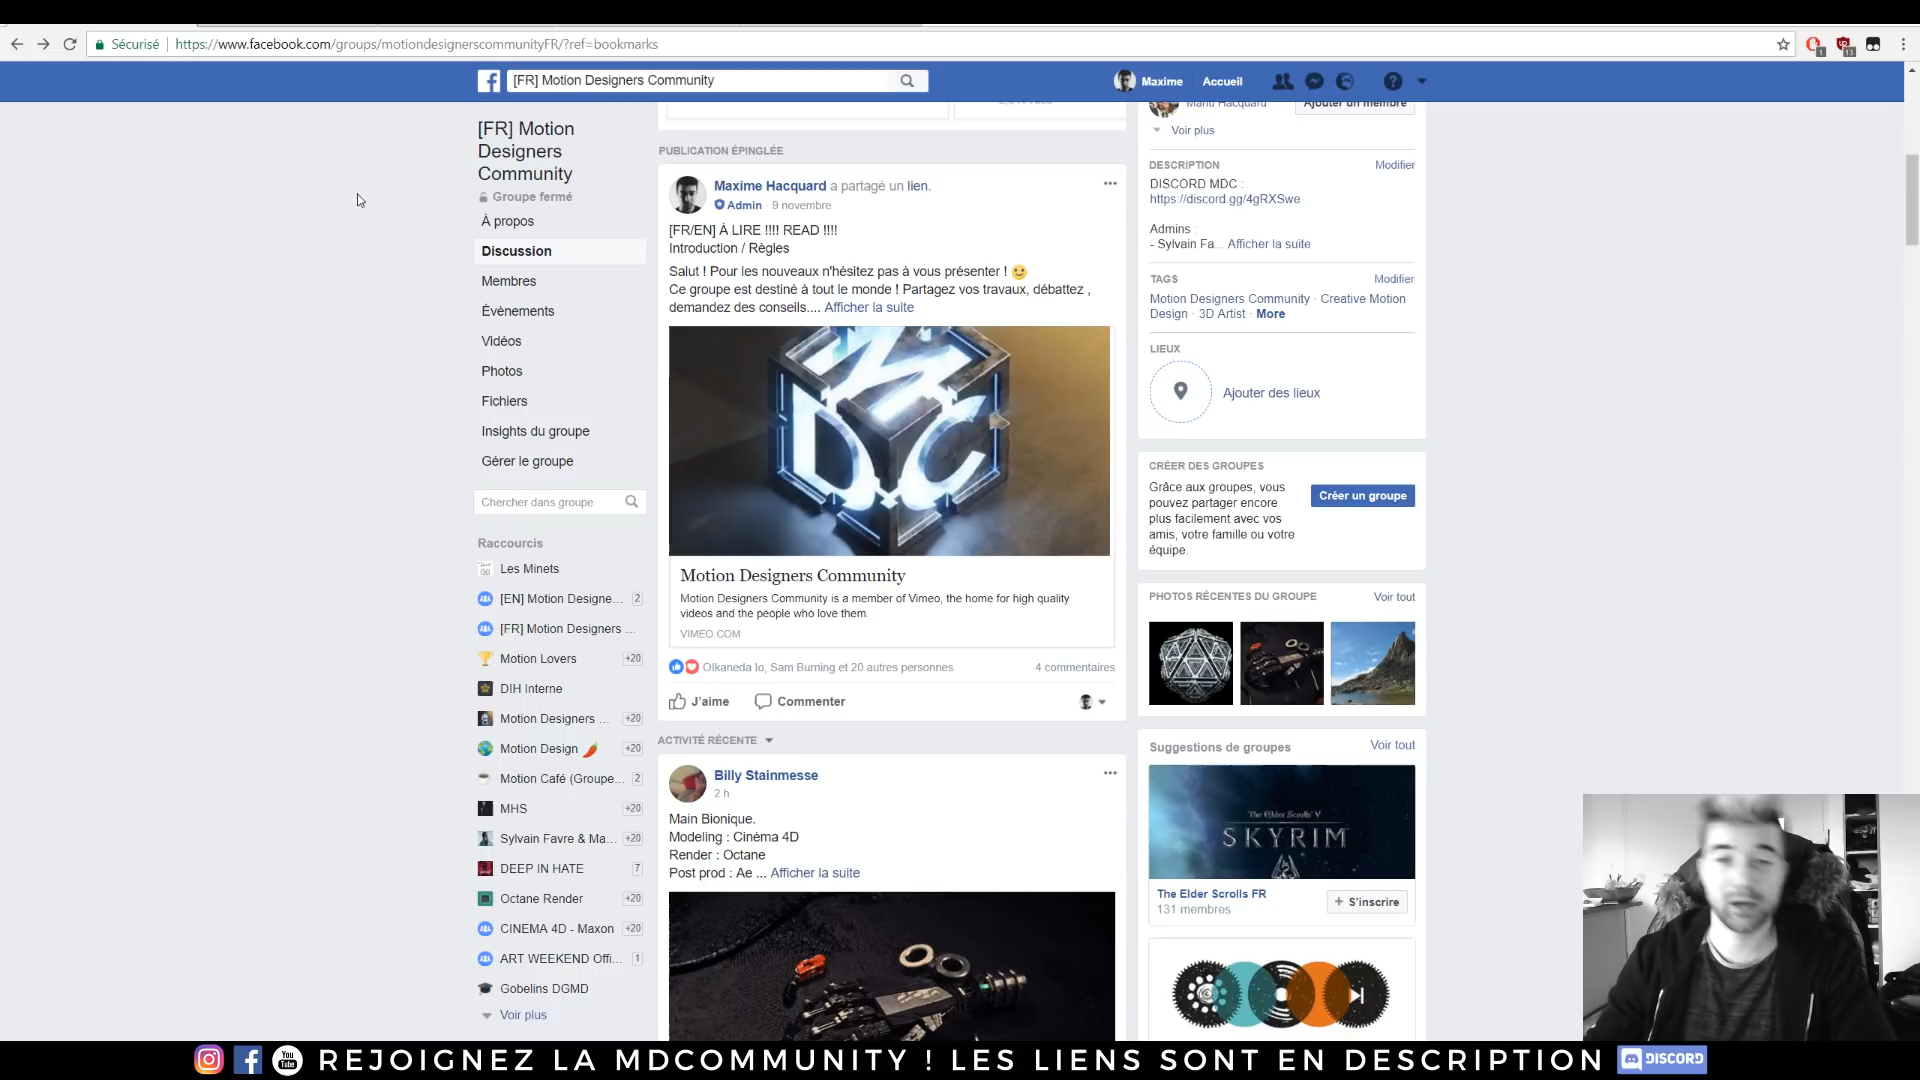 Sécurisé
https://www.facebook.com/groups/motiondesignerscommunityFR/?ref=bookmarks
1
13
[FR] Motion Designers Community
Maxime
Accueil
[FR] Motion
Designers
Community
Groupe fermé
À propos
Discussion
Membres
Évènements
Vidéos
Photos
Fichiers
Insights du groupe
Gérer le groupe
Chercher dans groupe
Raccourcis
Les Minets
[EN] Motion Designe... 2
[FR] Motion Designers ...
Motion Lovers +20
DIH Interne
Motion Designers ... +20
Motion Design 🌶️ +20
Motion Café (Groupe... 2
MHS +20
Sylvain Favre & Ma... +20
DEEP IN HATE 7
Octane Render +20
CINEMA 4D - Maxon +20
ART WEEKEND Offi... 1
Gobelins DGMD
Voir plus
PUBLICATION ÉPINGLÉE
Maxime Hacquard a partagé un lien.
Admin · 9 novembre
[FR/EN] À LIRE !!!! READ !!!!
Introduction / Règles
Salut ! Pour les nouveaux n'hésitez pas à vous présenter ! 🙂
Ce groupe est destiné à tout le monde ! Partagez vos travaux, débattez ,
demandez des conseils.... Afficher la suite
M
D C
Motion Designers Community
Motion Designers Community is a member of Vimeo, the home for high quality
videos and the people who love them.
VIMEO.COM
Olkaneda Io, Sam Burning et 20 autres personnes
4 commentaires
J'aime
Commenter
ACTIVITÉ RÉCENTE
Billy Stainmesse
2 h
Main Bionique.
Modeling : Cinéma 4D
Render : Octane
Post prod : Ae ... Afficher la suite
Manu Hacquard
Ajouter un membre
Voir plus
DESCRIPTION
Modifier
DISCORD MDC :
https://discord.gg/4gRXSwe
Admins :
- Sylvain Fa... Afficher la suite
TAGS
Modifier
Motion Designers Community · Creative Motion
Design · 3D Artist · More
LIEUX
Ajouter des lieux
CRÉER DES GROUPES
Grâce aux groupes, vous
pouvez partager encore
plus facilement avec vos
amis, votre famille ou votre
équipe.
Créer un groupe
PHOTOS RÉCENTES DU GROUPE
Voir tout
Suggestions de groupes
Voir tout
The Elder Scrolls V
SKYRIM
The Elder Scrolls FR
131 membres
+ S'inscrire
REJOIGNEZ LA MDCOMMUNITY ! LES LIENS SONT EN DESCRIPTION
You Tube
DISCORD